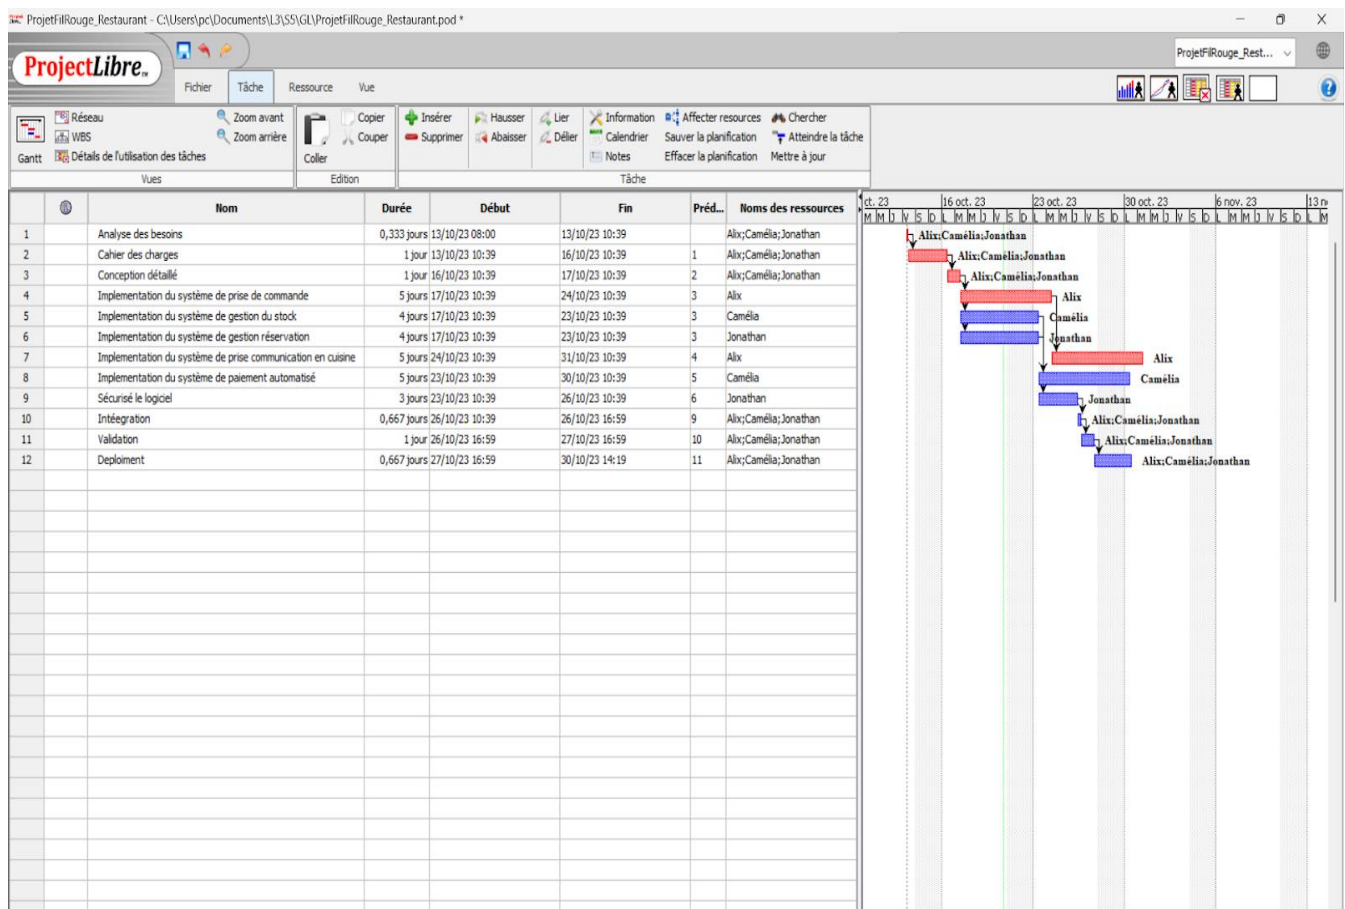 ProjetFilRouge_Restaurant - C:\Users\pc\Documents\L3\S5\GL\ProjetFilRouge_Restaurant.pod *
ProjectLibre
ProjetFilRouge_Rest...
Fichier Tâche Ressource Vue
Gantt
Réseau
WBS
Détails de l'utilisation des tâches
Zoom avant
Zoom arrière
Vues
Coller
Copier
Couper
Edition
Insérer Hausser Lier Information Affecter resources Chercher
Supprimer Abaisser Délier Calendrier Sauver la planification Atteindre la tâche
Notes Effacer la planification Mettre à jour
Tâche
Nom Durée Début Fin Préd... Noms des ressources
1 Analyse des besoins 0,333 jours 13/10/23 08:00 13/10/23 10:39 Alix;Camélia;Jonathan
2 Cahier des charges 1 jour 13/10/23 10:39 16/10/23 10:39 1 Alix;Camélia;Jonathan
3 Conception détaillé 1 jour 16/10/23 10:39 17/10/23 10:39 2 Alix;Camélia;Jonathan
4 Implementation du système de prise de commande 5 jours 17/10/23 10:39 24/10/23 10:39 3 Alix
5 Implementation du système de gestion du stock 4 jours 17/10/23 10:39 23/10/23 10:39 3 Camélia
6 Implementation du système de gestion réservation 4 jours 17/10/23 10:39 23/10/23 10:39 3 Jonathan
7 Implementation du système de prise communication en cuisine 5 jours 24/10/23 10:39 31/10/23 10:39 4 Alix
8 Implementation du système de paiement automatisé 5 jours 23/10/23 10:39 30/10/23 10:39 5 Camélia
9 Sécurisé le logiciel 3 jours 23/10/23 10:39 26/10/23 10:39 6 Jonathan
10 Intéegration 0,667 jours 26/10/23 10:39 26/10/23 16:59 9 Alix;Camélia;Jonathan
11 Validation 1 jour 26/10/23 16:59 27/10/23 16:59 10 Alix;Camélia;Jonathan
12 Deploiment 0,667 jours 27/10/23 16:59 30/10/23 14:19 11 Alix;Camélia;Jonathan
ct. 23 16 oct. 23 23 oct. 23 30 oct. 23 6 nov. 23
M M J V S D L M M J V S D L M M J V S D L M M J V S D L M M J V S D L M
Alix;Camélia;Jonathan
Alix;Camélia;Jonathan
Alix;Camélia;Jonathan
Alix
Camélia
Jonathan
Alix
Camélia
Jonathan
Alix;Camélia;Jonathan
Alix;Camélia;Jonathan
Alix;Camélia;Jonathan